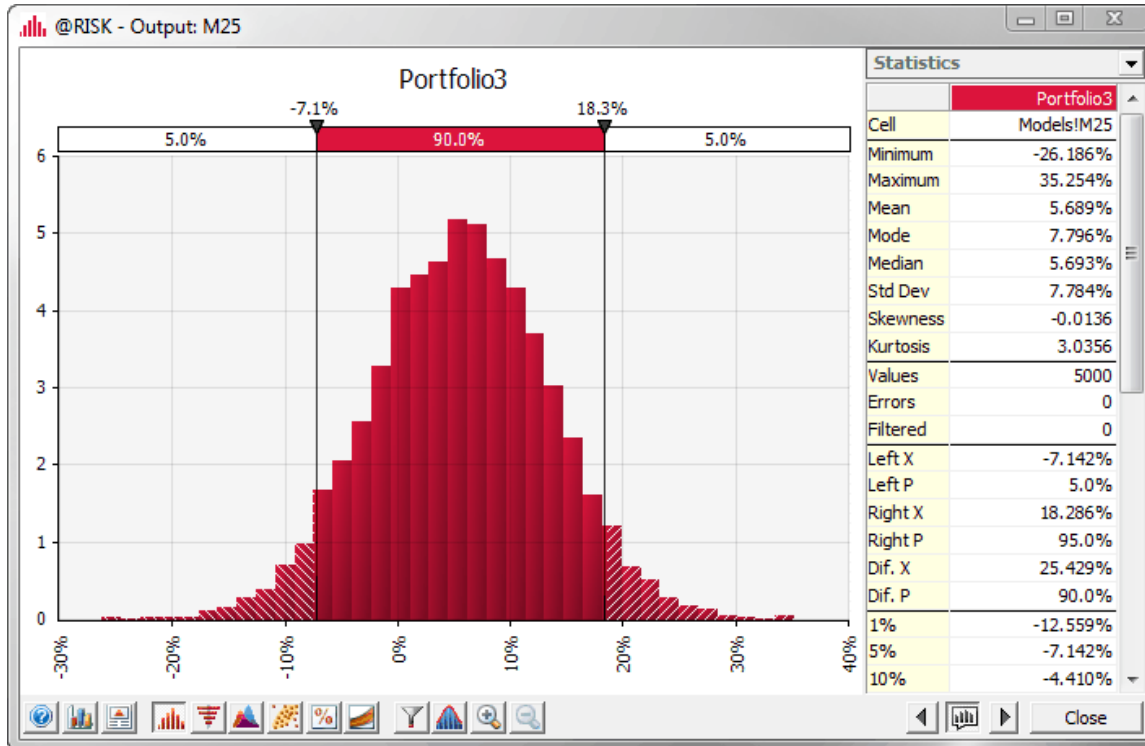 @RISK - Output: M25
Portfolio3
-7.1% 18.3%
5.0% 90.0% 5.0%
6
5
4
3
2
1
0
-30% -20% -10% 0% 10% 20% 30% 40%
Statistics
Portfolio3
Cell Models!M25
Minimum -26.186%
Maximum 35.254%
Mean 5.689%
Mode 7.796%
Median 5.693%
Std Dev 7.784%
Skewness -0.0136
Kurtosis 3.0356
Values 5000
Errors 0
Filtered 0
Left X -7.142%
Left P 5.0%
Right X 18.286%
Right P 95.0%
Dif. X 25.429%
Dif. P 90.0%
1% -12.559%
5% -7.142%
10% -4.410%
Close